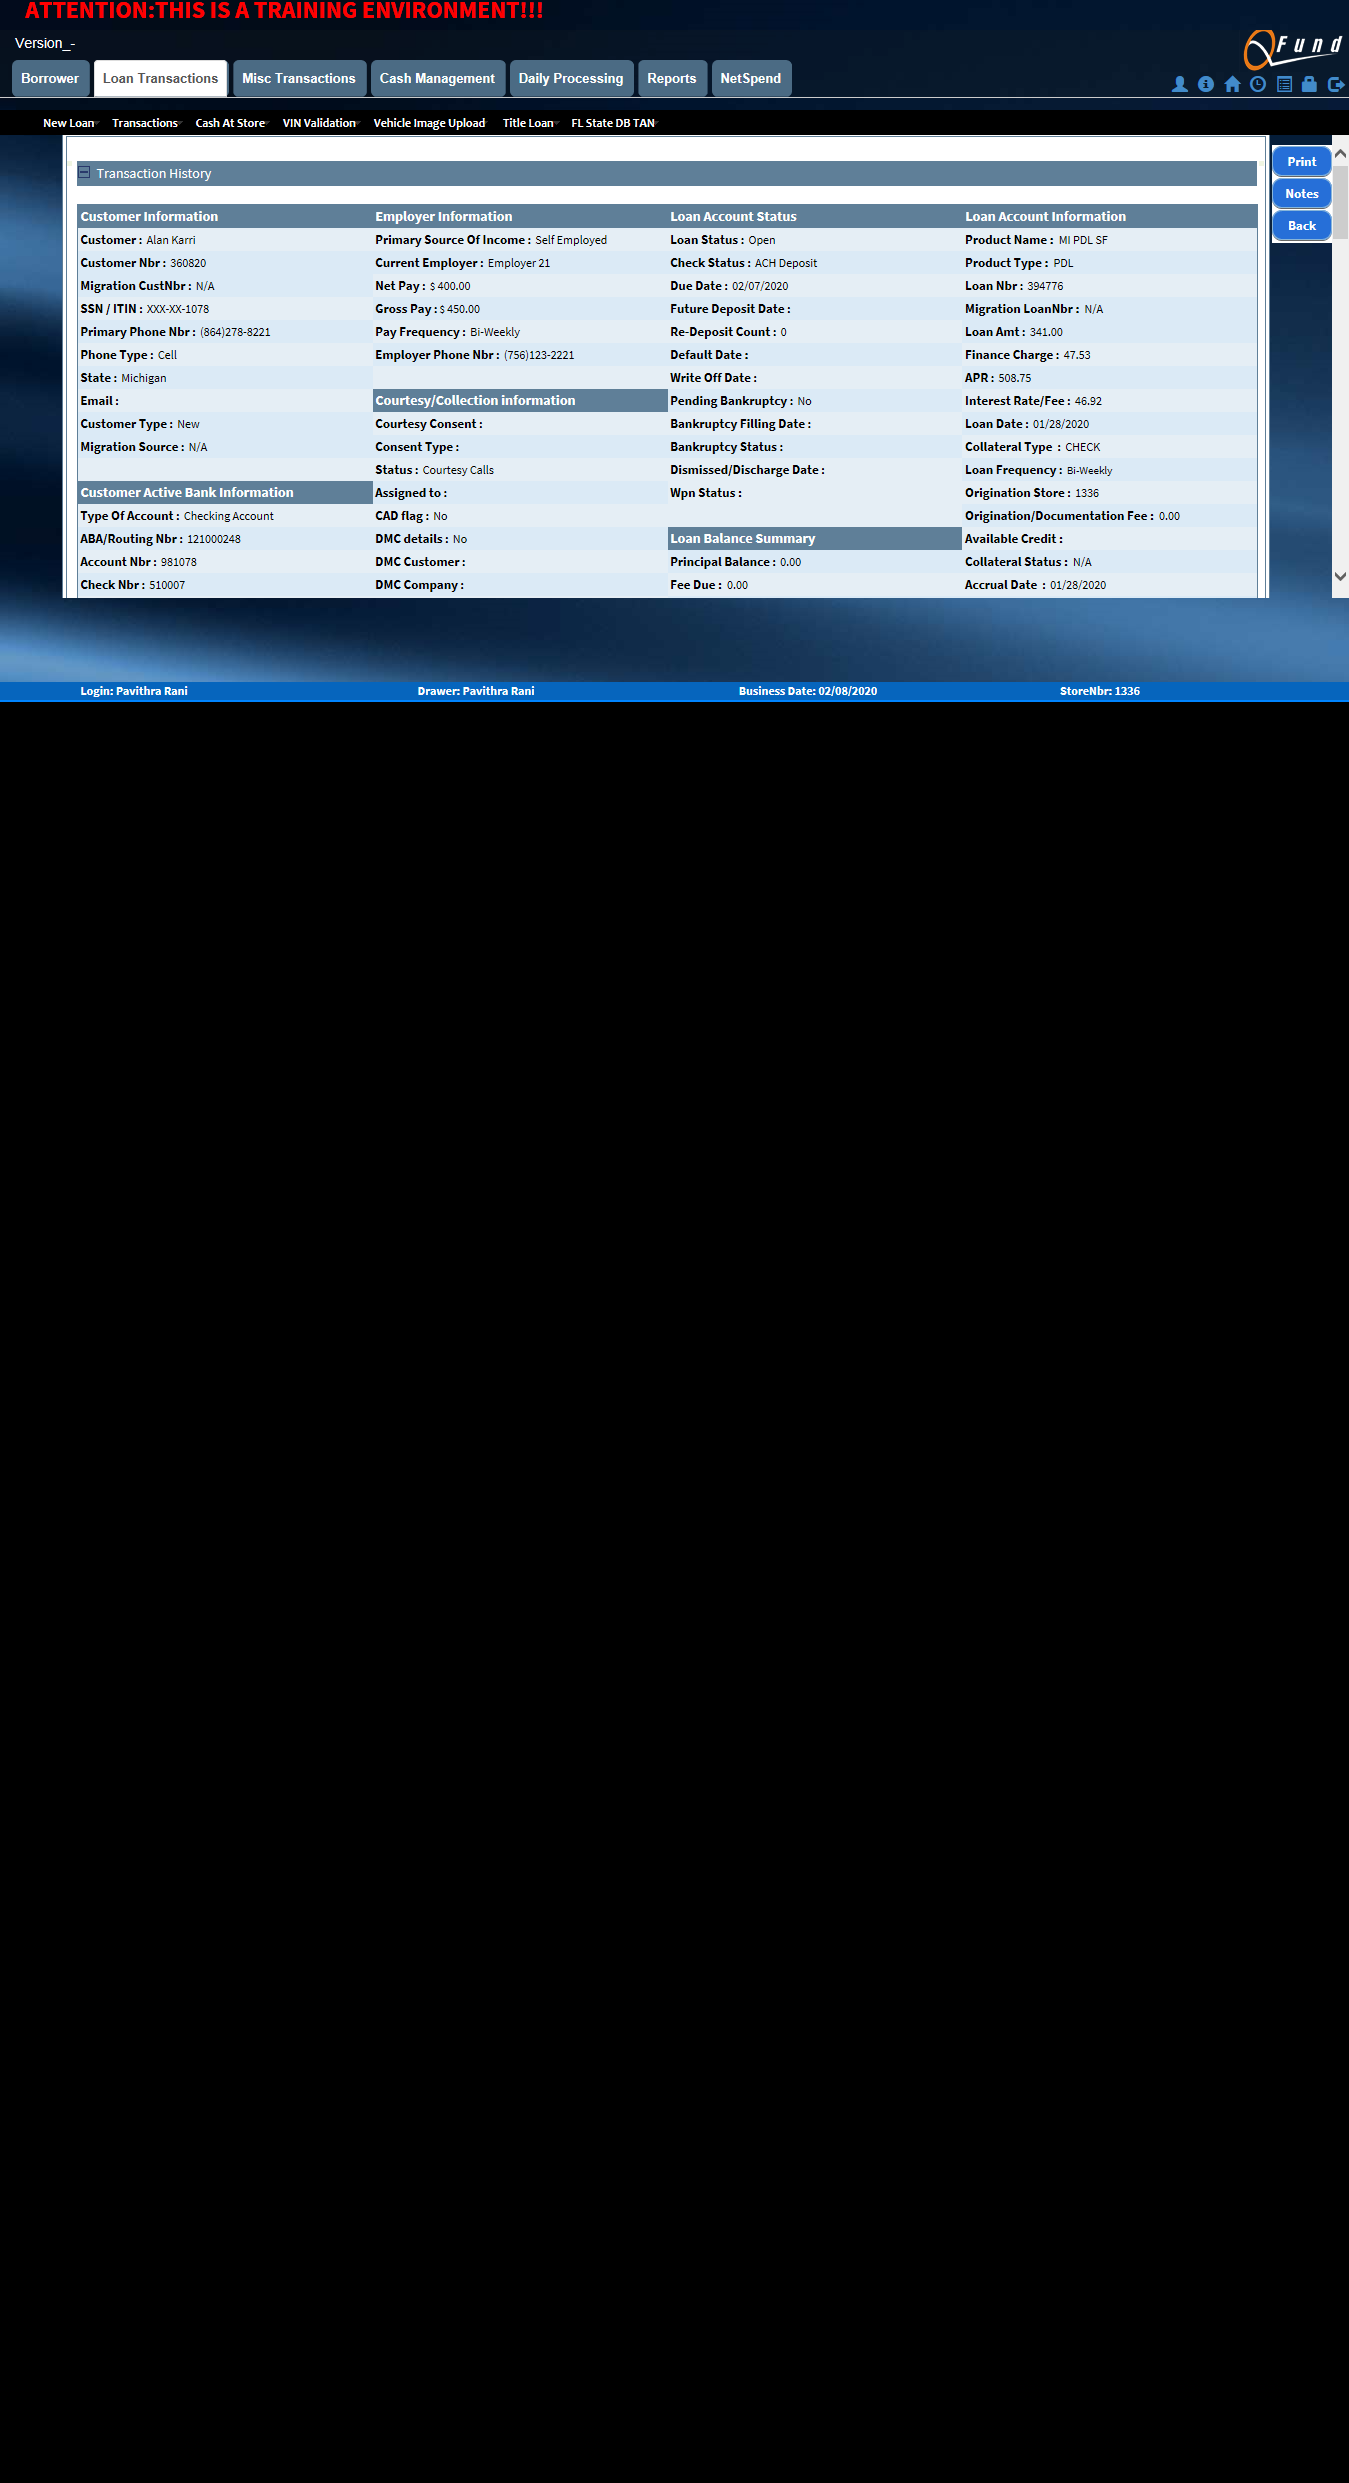 ATTENTION:THIS IS A TRAINING ENVIRONMENT!!!
Version_-
QFund
Borrower Loan Transactions Misc Transactions Cash Management Daily Processing Reports NetSpend
New Loan Transactions Cash At Store VIN Validation Vehicle Image Upload Title Loan FL State DB TAN
Transaction History
Print
Notes
Back
Customer Information
Customer : Alan Karri
Customer Nbr : 360820
Migration CustNbr : N/A
SSN / ITIN : XXX-XX-1078
Primary Phone Nbr : (864)278-8221
Phone Type : Cell
State : Michigan
Email :
Customer Type : New
Migration Source : N/A
Customer Active Bank Information
Type Of Account : Checking Account
ABA/Routing Nbr : 121000248
Account Nbr : 981078
Check Nbr : 510007
Employer Information
Primary Source Of Income : Self Employed
Current Employer : Employer 21
Net Pay : $ 400.00
Gross Pay : $ 450.00
Pay Frequency : Bi-Weekly
Employer Phone Nbr : (756)123-2221
Courtesy/Collection information
Courtesy Consent :
Consent Type :
Status : Courtesy Calls
Assigned to :
CAD flag : No
DMC details : No
DMC Customer :
DMC Company :
Loan Account Status
Loan Status : Open
Check Status : ACH Deposit
Due Date : 02/07/2020
Future Deposit Date :
Re-Deposit Count : 0
Default Date :
Write Off Date :
Pending Bankruptcy : No
Bankruptcy Filling Date :
Bankruptcy Status :
Dismissed/Discharge Date :
Wpn Status :
Loan Balance Summary
Principal Balance : 0.00
Fee Due : 0.00
Loan Account Information
Product Name : MI PDL SF
Product Type : PDL
Loan Nbr : 394776
Migration LoanNbr : N/A
Loan Amt : 341.00
Finance Charge : 47.53
APR : 508.75
Interest Rate/Fee : 46.92
Loan Date : 01/28/2020
Collateral Type : CHECK
Loan Frequency : Bi-Weekly
Origination Store : 1336
Origination/Documentation Fee : 0.00
Available Credit :
Collateral Status : N/A
Accrual Date : 01/28/2020
Login: Pavithra Rani Drawer: Pavithra Rani Business Date: 02/08/2020 StoreNbr: 1336